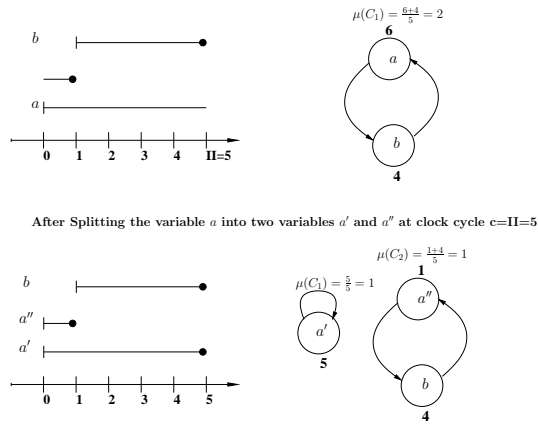 μ(C₁) = 6+4/5 = 2
6
b
a
a
b
0 1 2 3 4 II=5
4
After Splitting the variable a into two variables a′ and a″ at clock cycle c=II=5
μ(C₂) = 1+4/5 = 1
1
μ(C₁) = 5/5 = 1
b
a″
a″
a′
a′
5
b
0 1 2 3 4 5
4